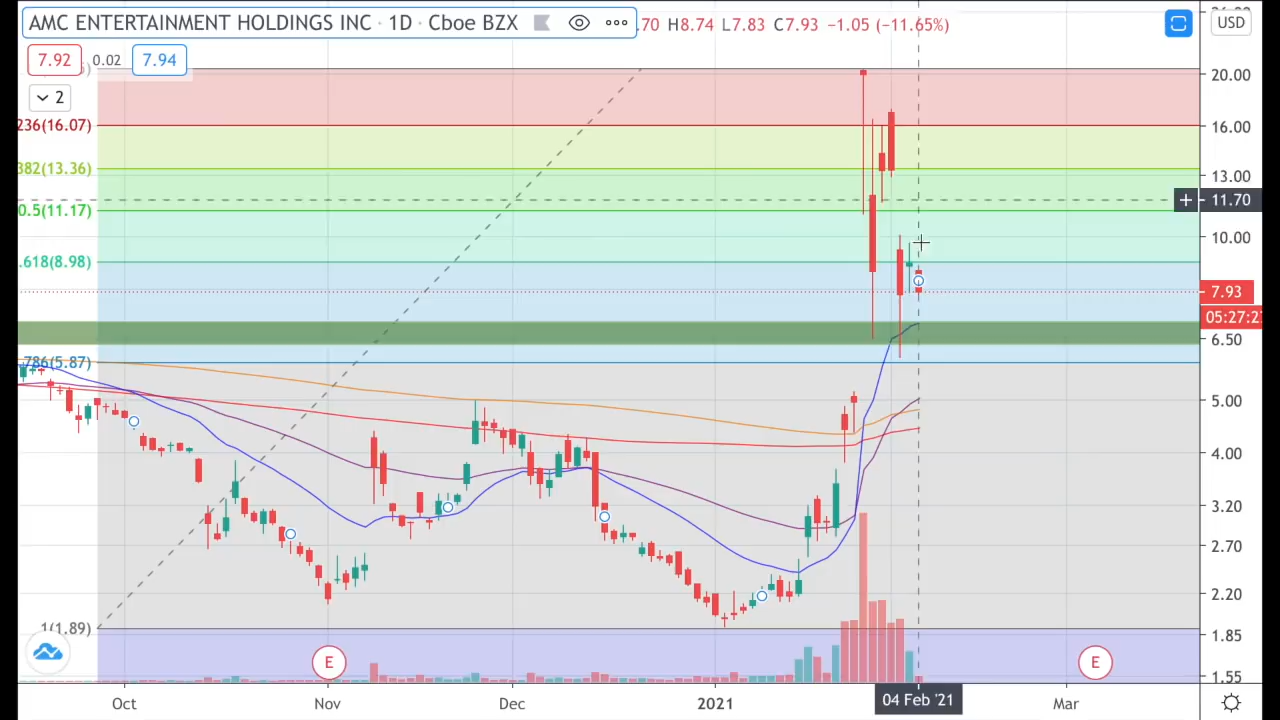 AMC ENTERTAINMENT HOLDINGS INC · 1D · Cboe BZX
.70 H8.74 L7.83 C7.93 −1.05 (−11.65%)
USD
7.92 0.02 7.94
2
20.00
236(16.07)
16.00
382(13.36)
13.00
11.70
0.5(11.17)
10.00
.618(8.98)
7.93
05:27:2
6.50
786(5.87)
5.00
4.00
3.20
2.70
2.20
1(1.89)
1.85
E
E
1.55
Oct
Nov
Dec
2021
04 Feb '21
Mar